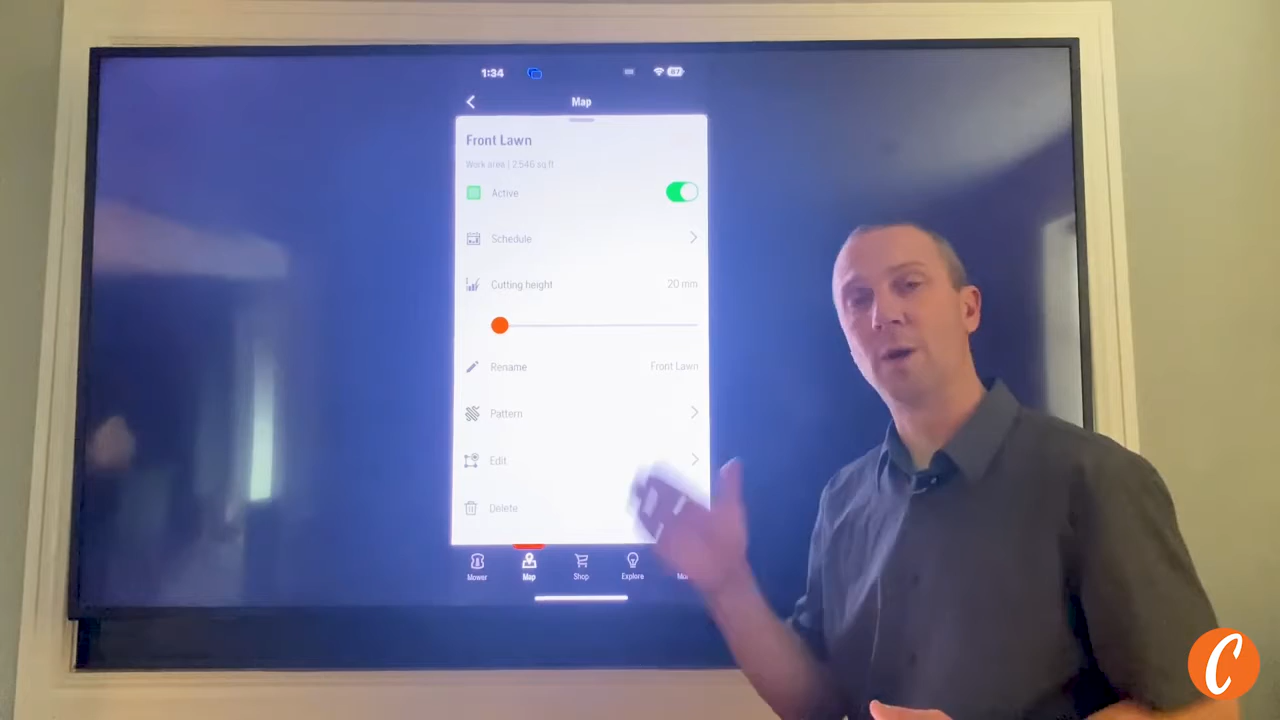 1:34
67
Map
Front Lawn
Work area | 2,546 sq ft
Active
Schedule
Cutting height 20 mm
Rename Front Lawn
Pattern
Edit
Delete
Mower Map Shop Explore
C